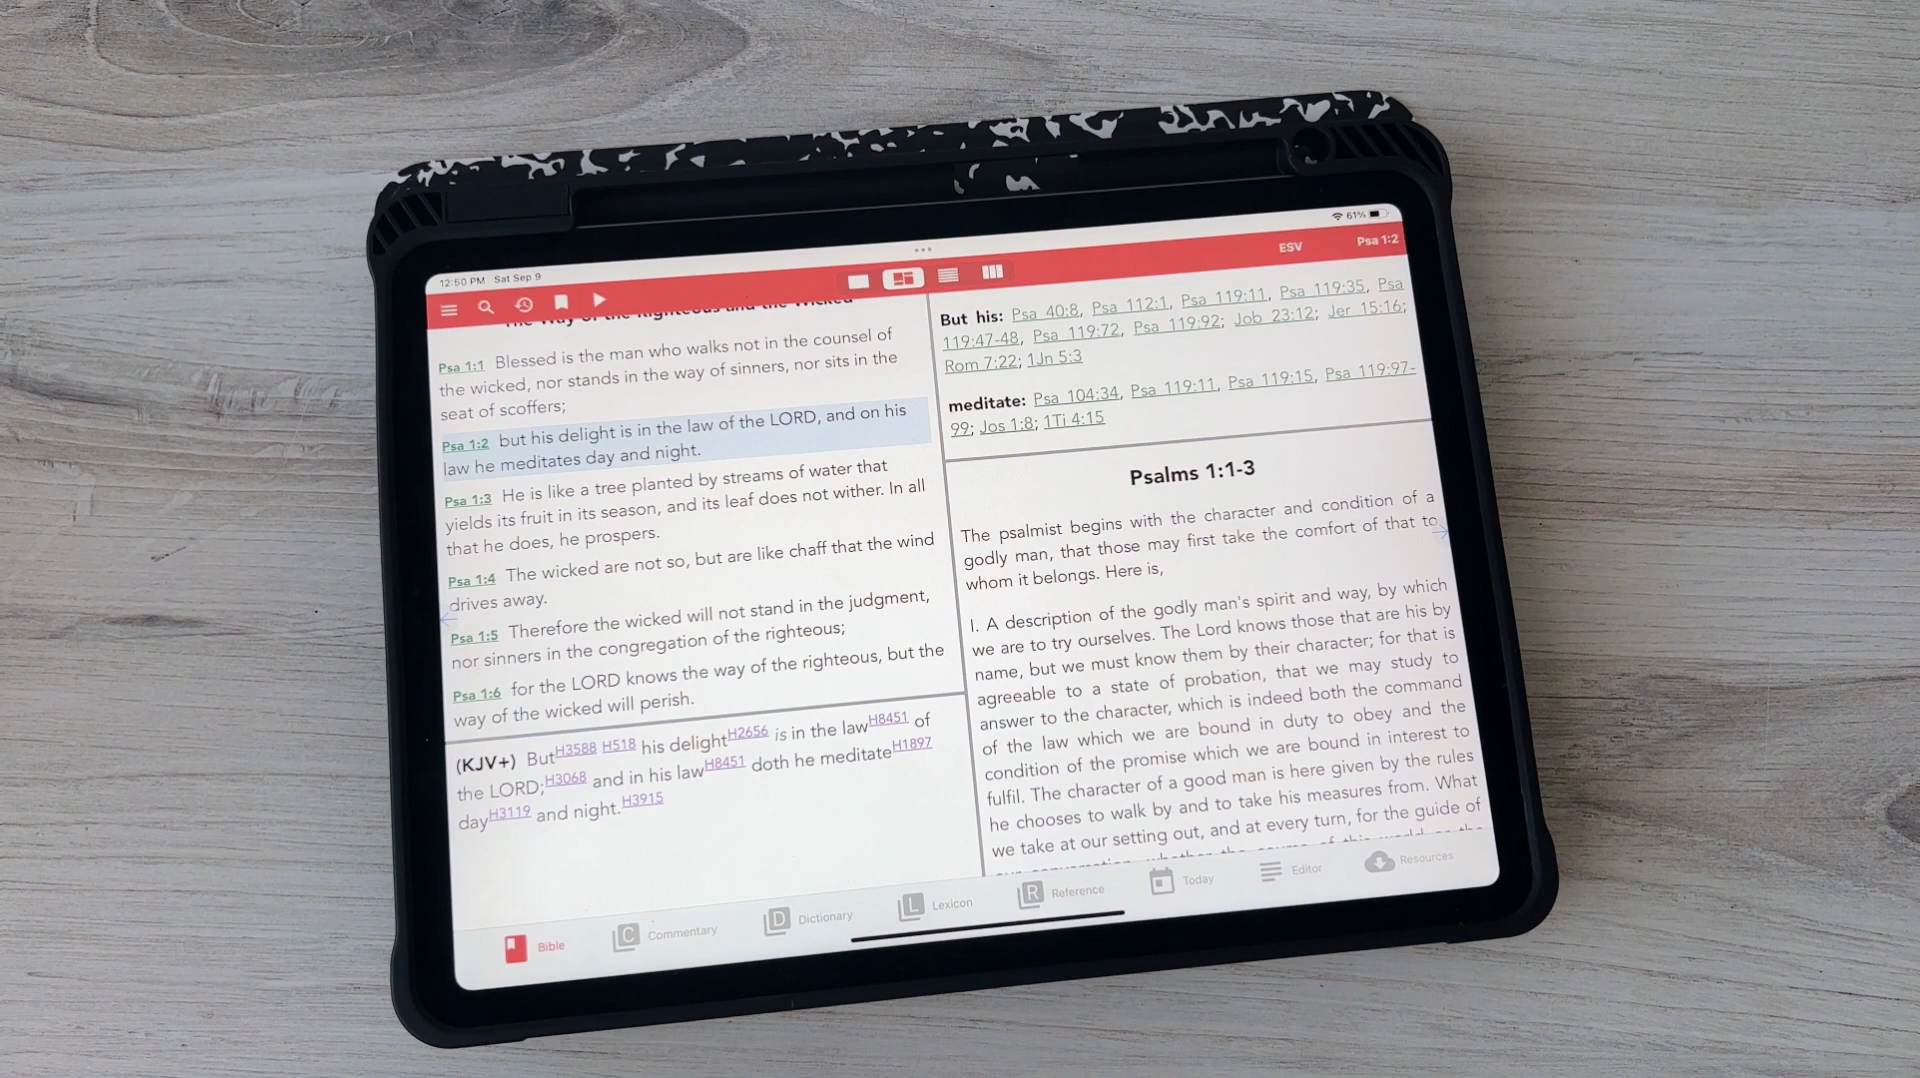 12:50 PM Sat Sep 9
61%
ESV
Psa 1:2
The Way of the Righteous and the Wicked
Psa 1:1 Blessed is the man who walks not in the counsel of
the wicked, nor stands in the way of sinners, nor sits in the
seat of scoffers;
Psa 1:2 but his delight is in the law of the LORD, and on his
law he meditates day and night.
Psa 1:3 He is like a tree planted by streams of water that
yields its fruit in its season, and its leaf does not wither. In all
that he does, he prospers.
Psa 1:4 The wicked are not so, but are like chaff that the wind
drives away.
Psa 1:5 Therefore the wicked will not stand in the judgment,
nor sinners in the congregation of the righteous;
Psa 1:6 for the LORD knows the way of the righteous, but the
way of the wicked will perish.
(KJV+) ButH3588 H518 his delightH2656 is in the lawH8451 of
the LORD;H3068 and in his lawH8451 doth he meditateH1897
dayH3119 and night.H3915
But his: Psa 40:8, Psa 112:1, Psa 119:11, Psa 119:35, Psa
119:47-48, Psa 119:72, Psa 119:92; Job 23:12; Jer 15:16;
Rom 7:22; 1Jn 5:3
meditate: Psa 104:34, Psa 119:11, Psa 119:15, Psa 119:97-
99; Jos 1:8; 1Ti 4:15
Psalms 1:1-3
The psalmist begins with the character and condition of a
godly man, that those may first take the comfort of that to
whom it belongs. Here is,
I. A description of the godly man's spirit and way, by which
we are to try ourselves. The Lord knows those that are his by
name, but we must know them by their character; for that is
agreeable to a state of probation, that we may study to
answer to the character, which is indeed both the command
of the law which we are bound in duty to obey and the
condition of the promise which we are bound in interest to
fulfil. The character of a good man is here given by the rules
he chooses to walk by and to take his measures from. What
we take at our setting out, and at every turn, for the guide of
Bible
C Commentary
D Dictionary
L Lexicon
R Reference
Today
Editor
Resources